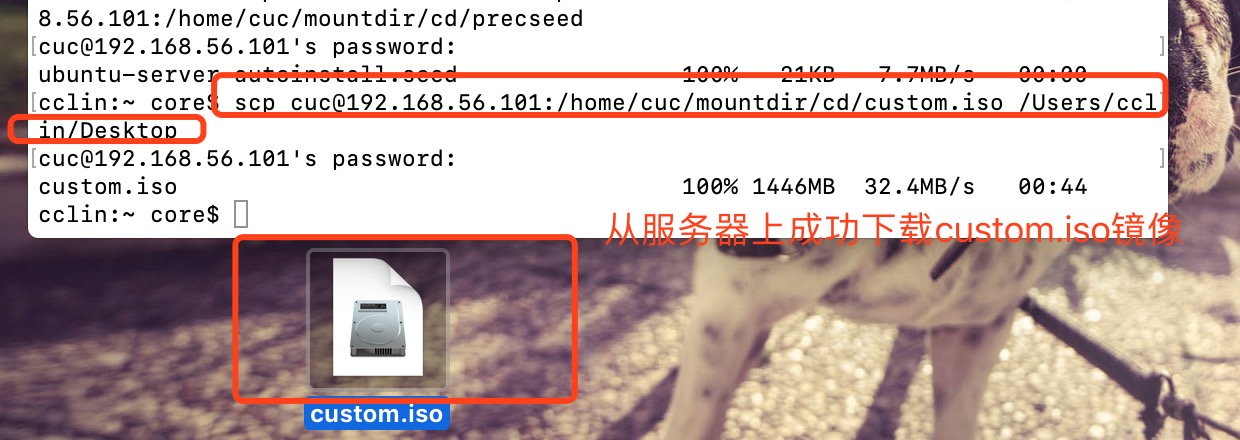 8.56.101:/home/cuc/mountdir/cd/precseed
[cuc@192.168.56.101's password: ]
ubuntu-server-autoinstall.seed 100% 21KB 7.7MB/s 00:00
[cclin:~ core$ scp cuc@192.168.56.101:/home/cuc/mountdir/cd/custom.iso /Users/ccl]
in/Desktop
[cuc@192.168.56.101's password: ]
custom.iso 100% 1446MB 32.4MB/s 00:44
cclin:~ core$
从服务器上成功下载custom.iso镜像
custom.iso